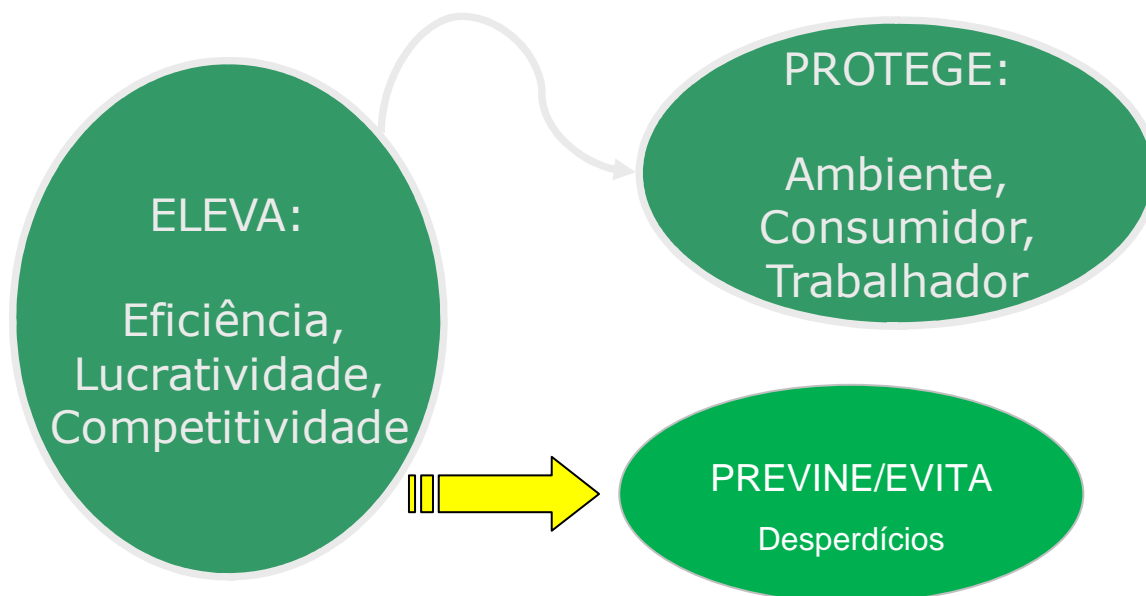 ELEVA:
Eficiência,
Lucratividade,
Competitividade
PROTEGE:
Ambiente,
Consumidor,
Trabalhador
PREVINE/EVITA
Desperdícios